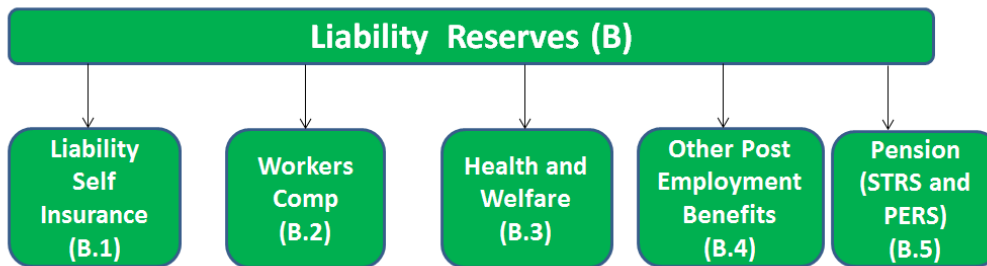 Liability Reserves (B)
Liability
Self
Insurance
(B.1)
Workers
Comp
(B.2)
Health and
Welfare
(B.3)
Other Post
Employment
Benefits
(B.4)
Pension
(STRS and
PERS)
(B.5)